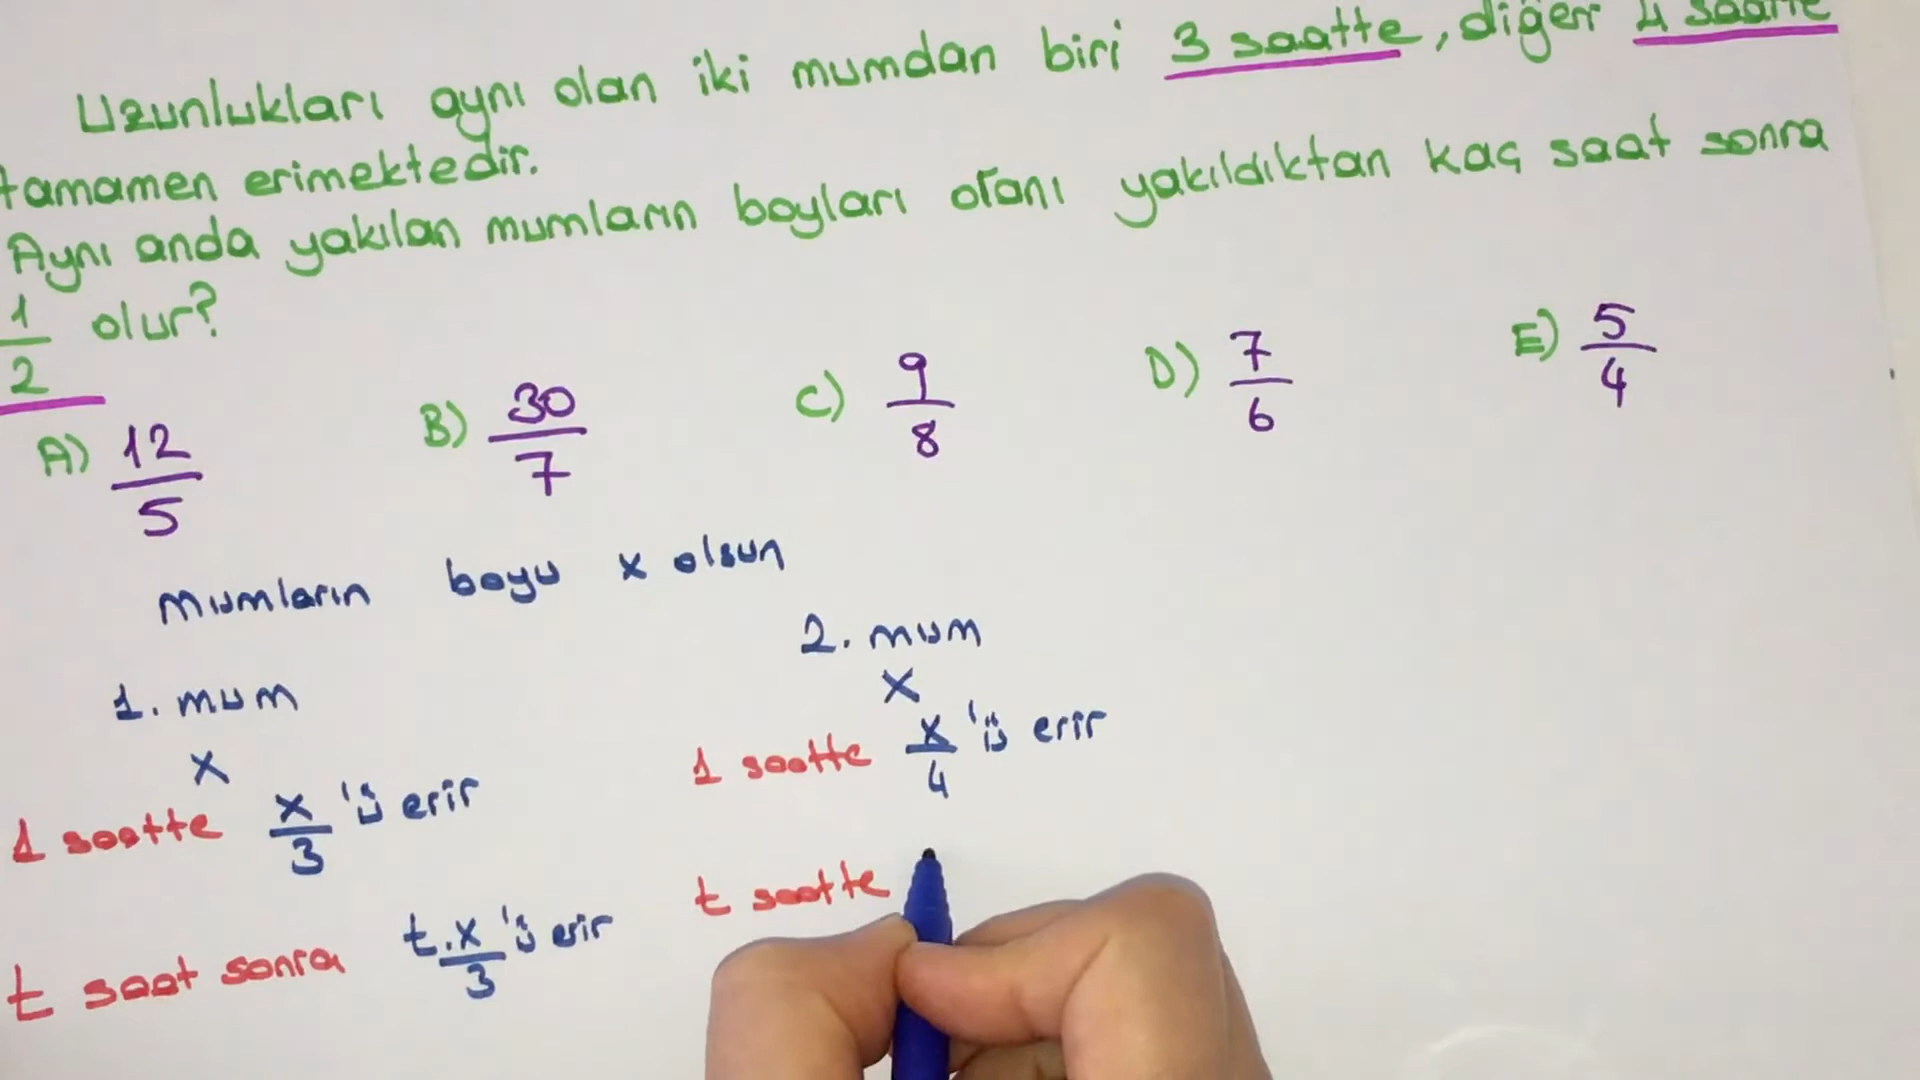 Uzunlukları aynı olan iki mumdan biri 3 saatte, diğeri 4 saatte
tamamen erimektedir.
Aynı anda yakılan mumların boyları oranı yakıldıktan kaç saat sonra
1/2 olur?
A) 12/5 B) 30/7 C) 9/8 D) 7/6 E) 5/4
Mumların boyu x olsun
1. mum 2. mum
x x
1 saatte x/3 'ü erir 1 saatte x/4 'ü erir
t saat sonra t.x/3 'ü erir t saatte